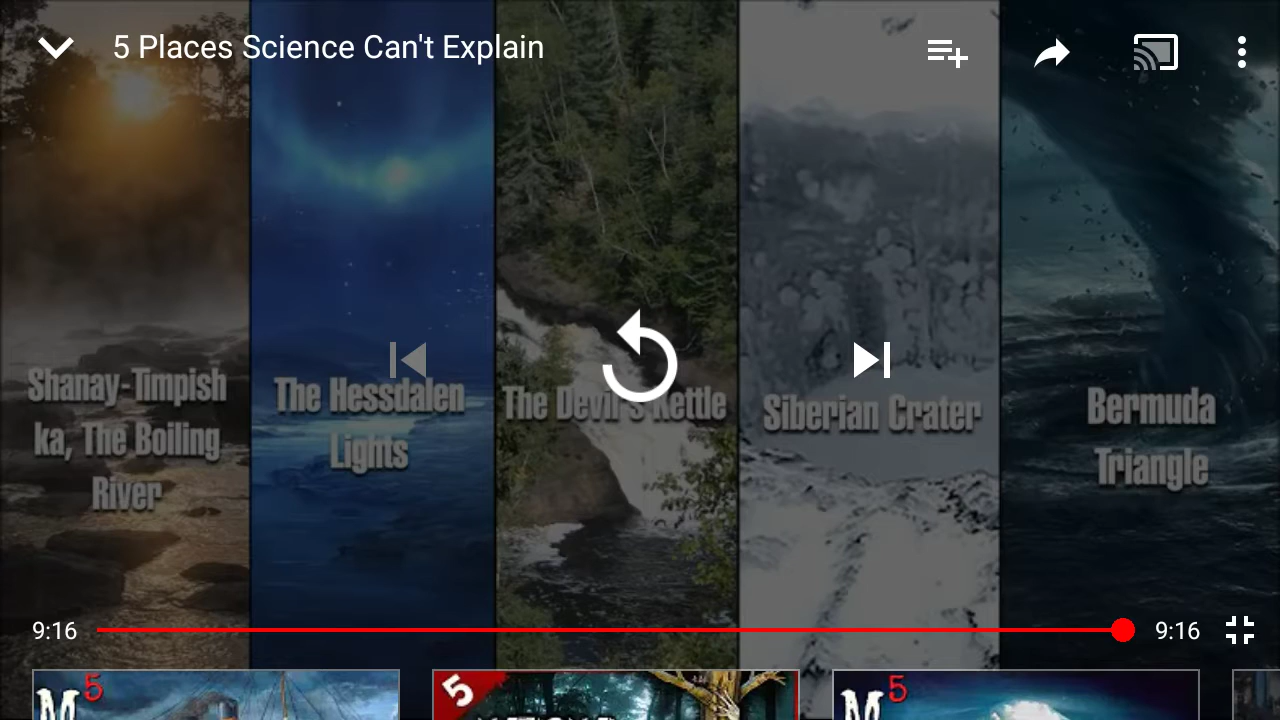 5 Places Science Can't Explain
Shanay-Timpish
ka, The Boiling
River
The Hessdalen
Lights
The Devil's Kettle
Siberian Crater
Bermuda
Triangle
9:16
9:16
M 5
5
M 5